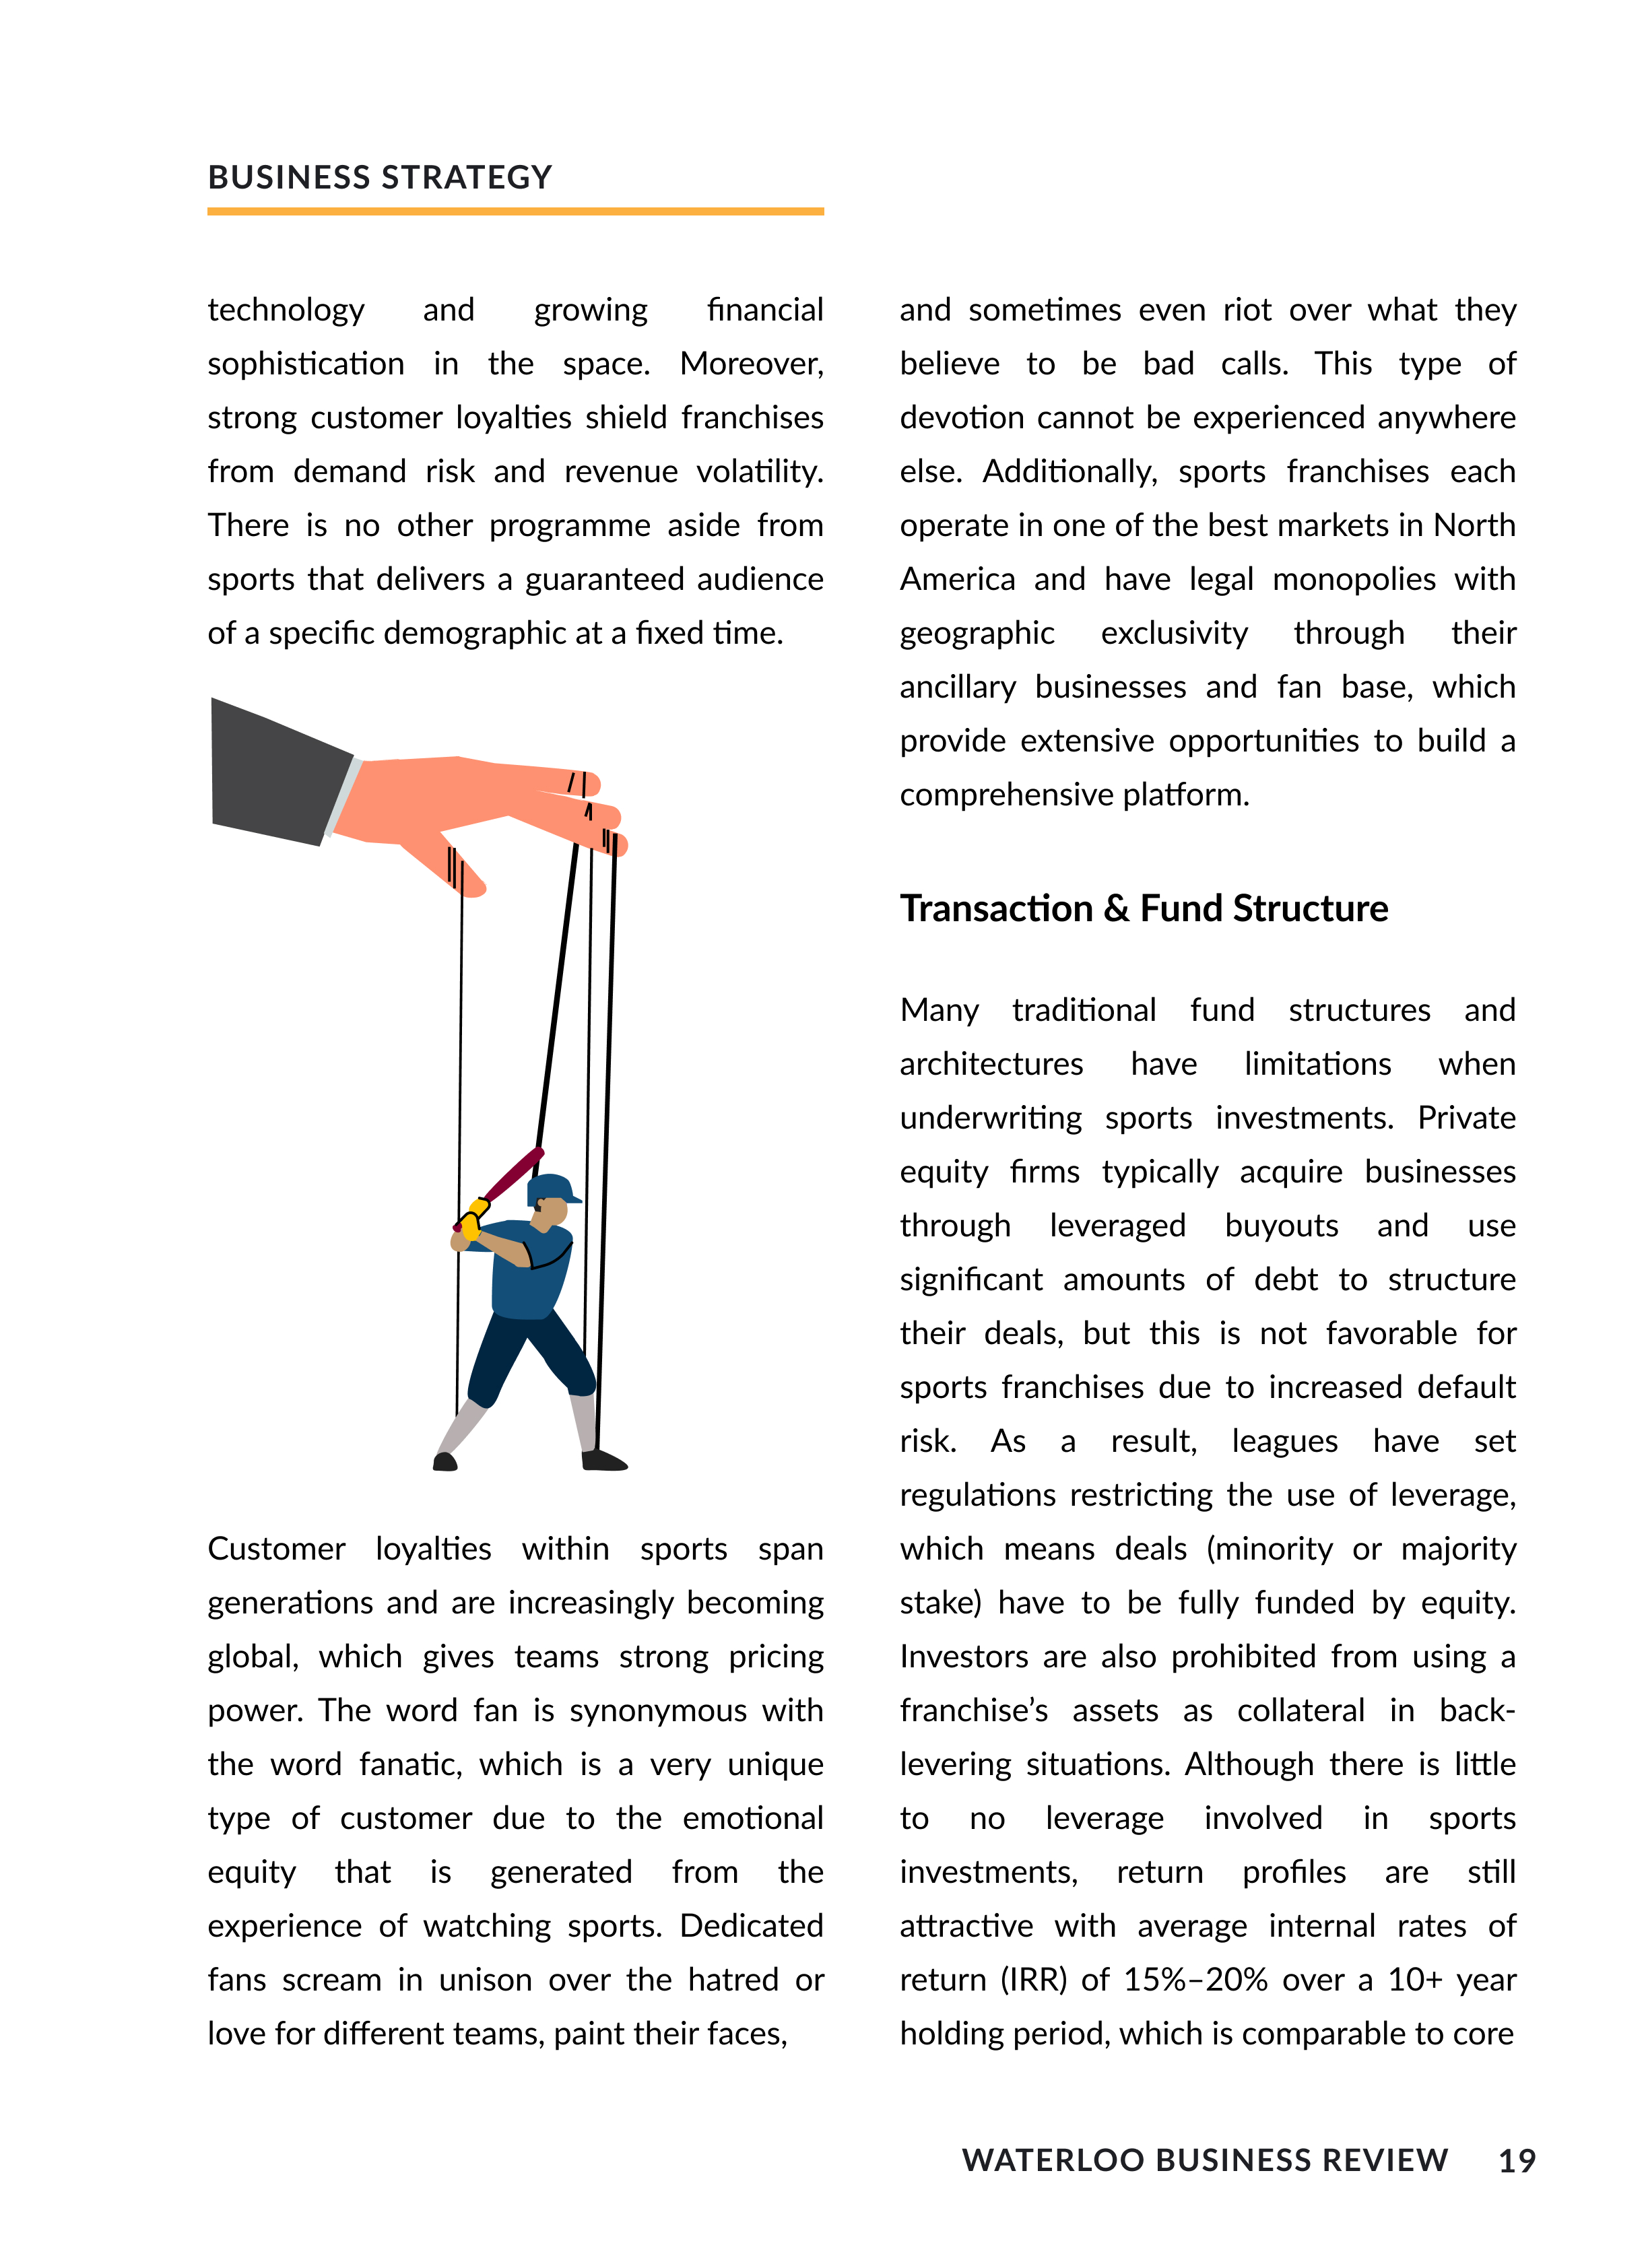 BUSINESS STRATEGY
technology and growing financial
sophistication in the space. Moreover,
strong customer loyalties shield franchises
from demand risk and revenue volatility.
There is no other programme aside from
sports that delivers a guaranteed audience
of a specific demographic at a fixed time.
Customer loyalties within sports span
generations and are increasingly becoming
global, which gives teams strong pricing
power. The word fan is synonymous with
the word fanatic, which is a very unique
type of customer due to the emotional
equity that is generated from the
experience of watching sports. Dedicated
fans scream in unison over the hatred or
love for different teams, paint their faces,
and sometimes even riot over what they
believe to be bad calls. This type of
devotion cannot be experienced anywhere
else. Additionally, sports franchises each
operate in one of the best markets in North
America and have legal monopolies with
geographic exclusivity through their
ancillary businesses and fan base, which
provide extensive opportunities to build a
comprehensive platform.
Transaction & Fund Structure
Many traditional fund structures and
architectures have limitations when
underwriting sports investments. Private
equity firms typically acquire businesses
through leveraged buyouts and use
significant amounts of debt to structure
their deals, but this is not favorable for
sports franchises due to increased default
risk. As a result, leagues have set
regulations restricting the use of leverage,
which means deals (minority or majority
stake) have to be fully funded by equity.
Investors are also prohibited from using a
franchise’s assets as collateral in back-
levering situations. Although there is little
to no leverage involved in sports
investments, return profiles are still
attractive with average internal rates of
return (IRR) of 15%–20% over a 10+ year
holding period, which is comparable to core
WATERLOO BUSINESS REVIEW 19